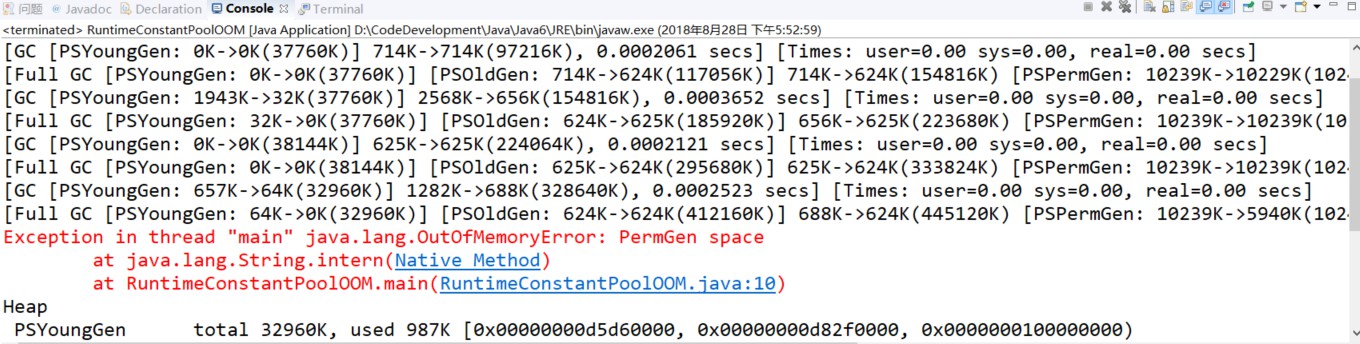 问题 Javadoc Declaration Console Terminal
<terminated> RuntimeConstantPoolOOM [Java Application] D:\CodeDevelopment\Java\Java6\JRE\bin\javaw.exe (2018年8月28日 下午5:52:59)
[GC [PSYoungGen: 0K->0K(37760K)] 714K->714K(97216K), 0.0002061 secs] [Times: user=0.00 sys=0.00, real=0.00 secs]
[Full GC [PSYoungGen: 0K->0K(37760K)] [PSOldGen: 714K->624K(117056K)] 714K->624K(154816K) [PSPermGen: 10239K->10229K(1024
[GC [PSYoungGen: 1943K->32K(37760K)] 2568K->656K(154816K), 0.0003652 secs] [Times: user=0.00 sys=0.00, real=0.00 secs]
[Full GC [PSYoungGen: 32K->0K(37760K)] [PSOldGen: 624K->625K(185920K)] 656K->625K(223680K) [PSPermGen: 10239K->10239K(10
[GC [PSYoungGen: 0K->0K(38144K)] 625K->625K(224064K), 0.0002121 secs] [Times: user=0.00 sys=0.00, real=0.00 secs]
[Full GC [PSYoungGen: 0K->0K(38144K)] [PSOldGen: 625K->624K(295680K)] 625K->624K(333824K) [PSPermGen: 10239K->10239K(102
[GC [PSYoungGen: 657K->64K(32960K)] 1282K->688K(328640K), 0.0002523 secs] [Times: user=0.00 sys=0.00, real=0.00 secs]
[Full GC [PSYoungGen: 64K->0K(32960K)] [PSOldGen: 624K->624K(412160K)] 688K->624K(445120K) [PSPermGen: 10239K->5940K(1024
Exception in thread "main" java.lang.OutOfMemoryError: PermGen space
at java.lang.String.intern(Native Method)
at RuntimeConstantPoolOOM.main(RuntimeConstantPoolOOM.java:10)
Heap
PSYoungGen total 32960K, used 987K [0x00000000d5d60000, 0x00000000d82f0000, 0x0000000100000000)